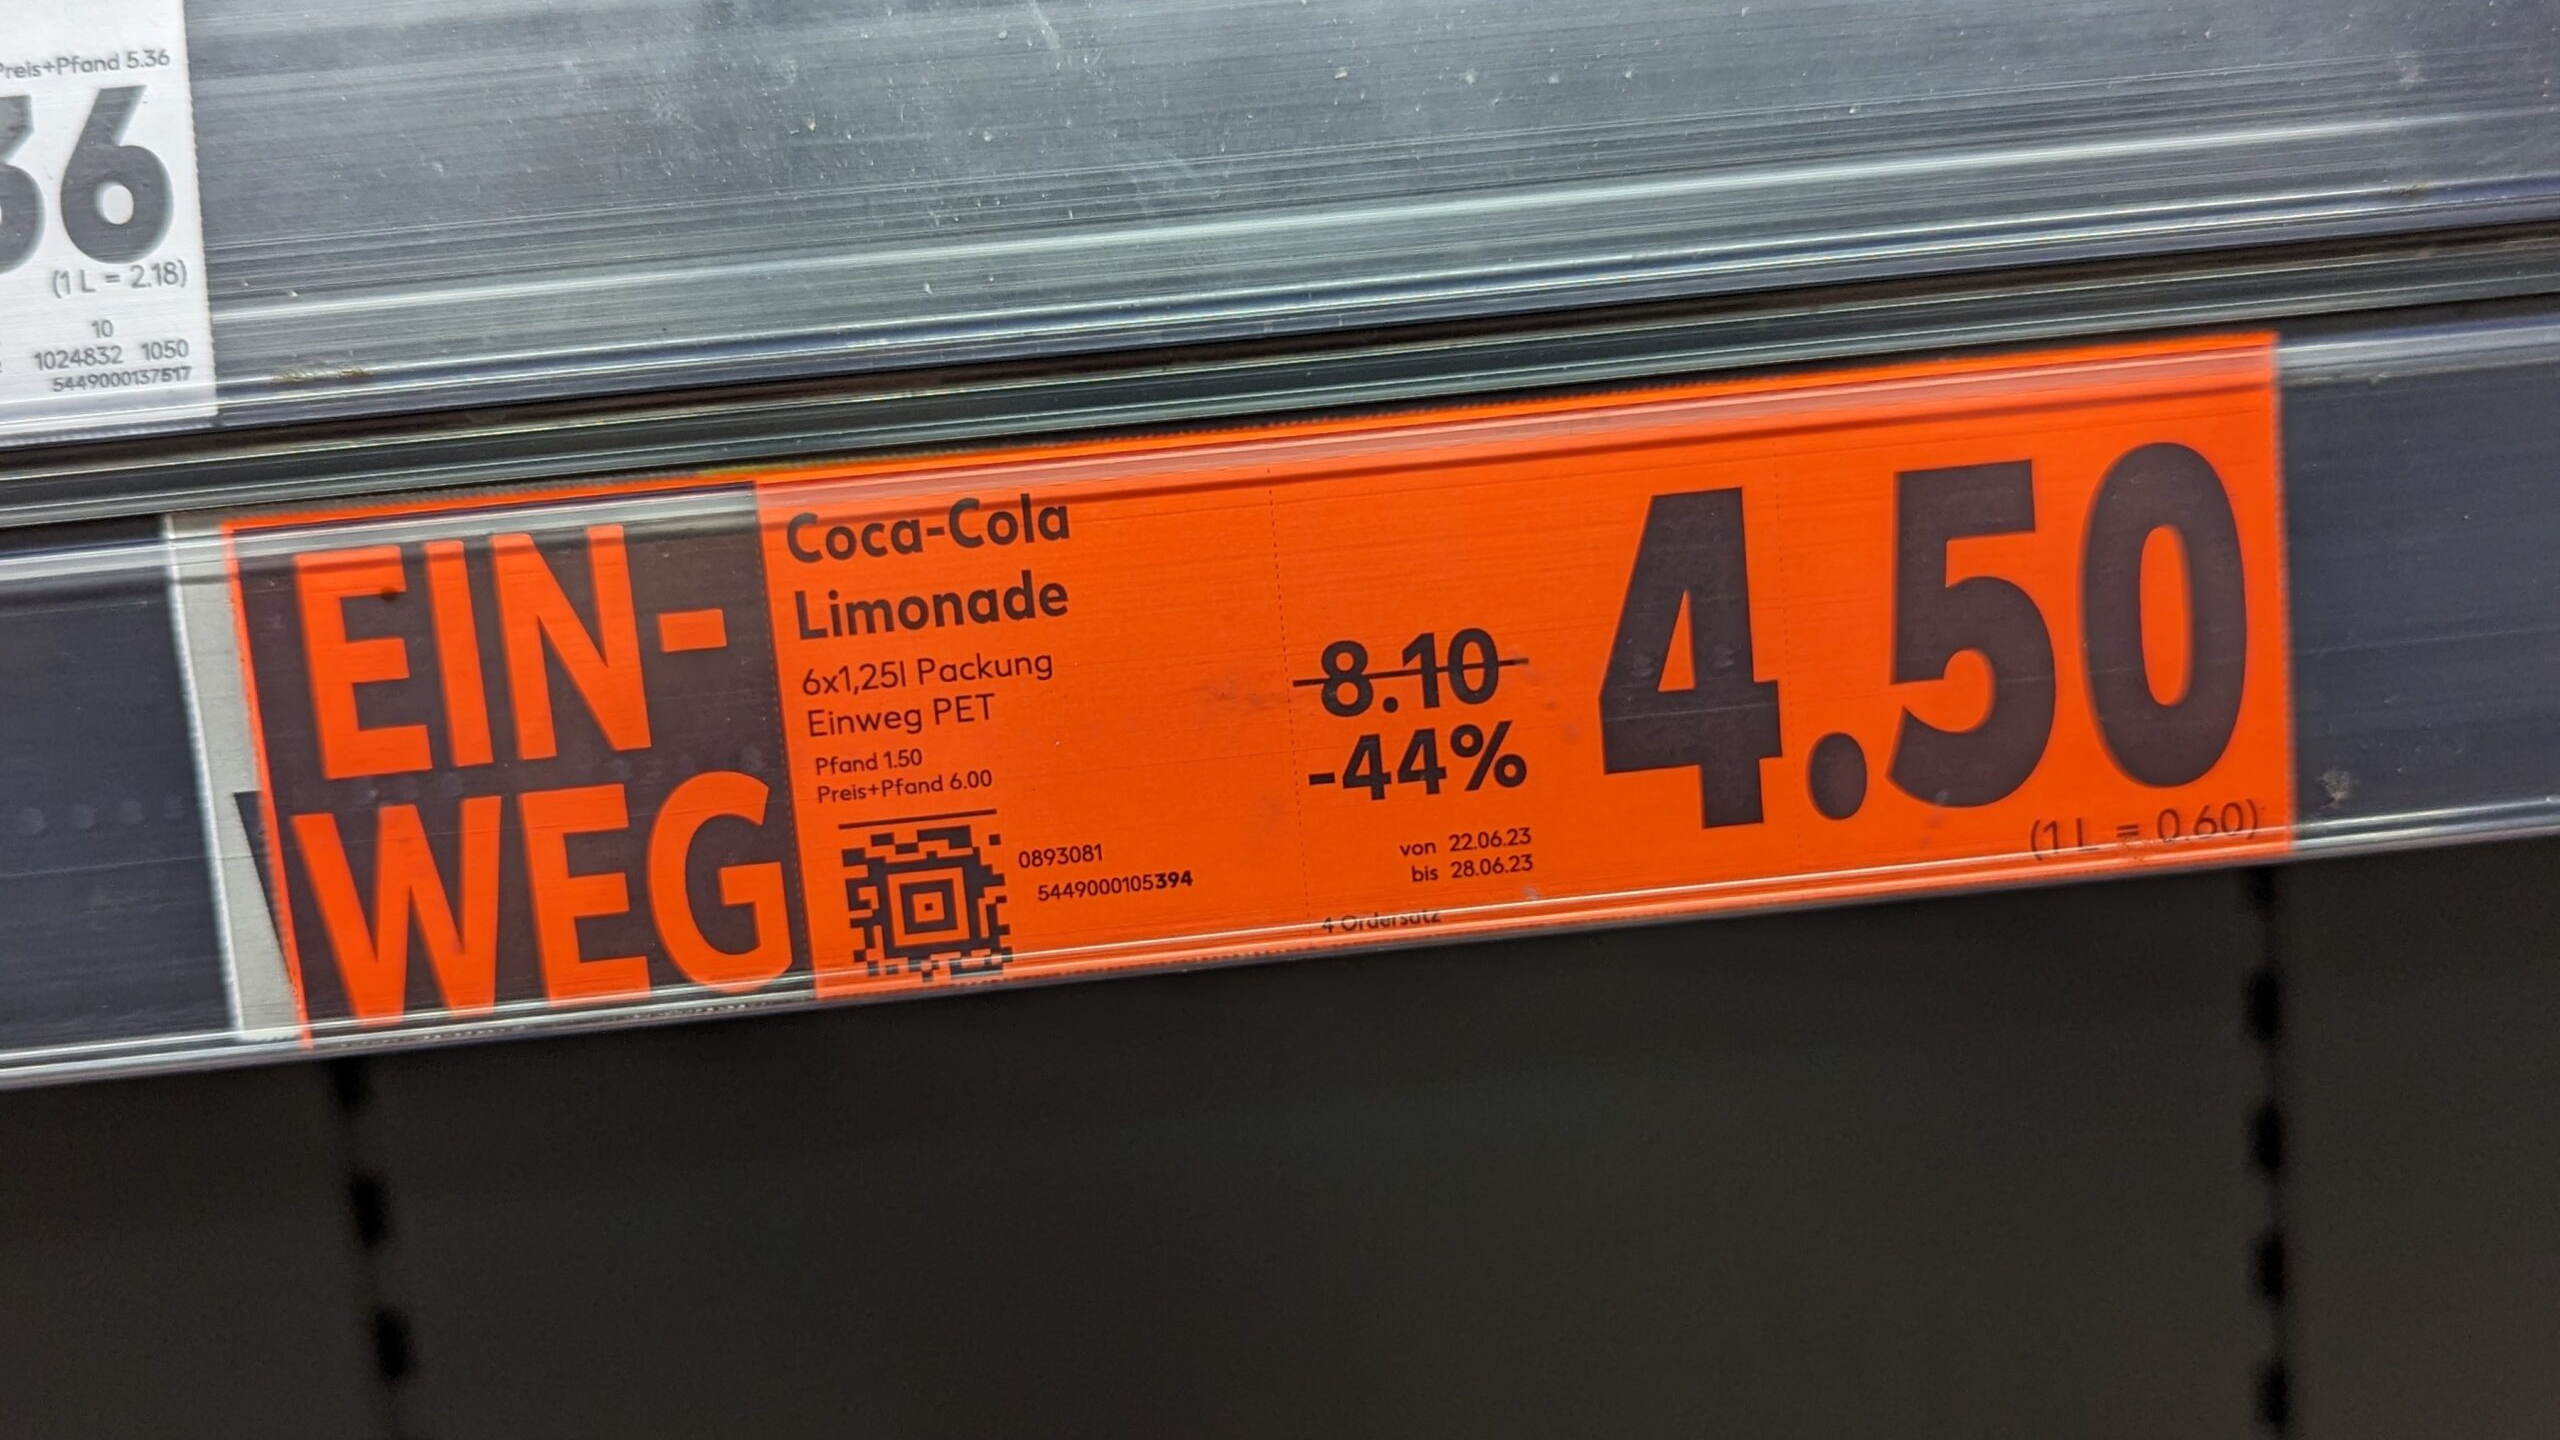 Preis+Pfand 5.36
36
(1 L = 2.18)
10
1024832 1050
5449000137517
EIN-
WEG
Coca-Cola
Limonade
6x1,25l Packung
Einweg PET
Pfand 1.50
Preis+Pfand 6.00
0893081
5449000105394
8.10
-44%
von 22.06.23
bis 28.06.23
4 Ordersatz
4.50
(1 L = 0.60)